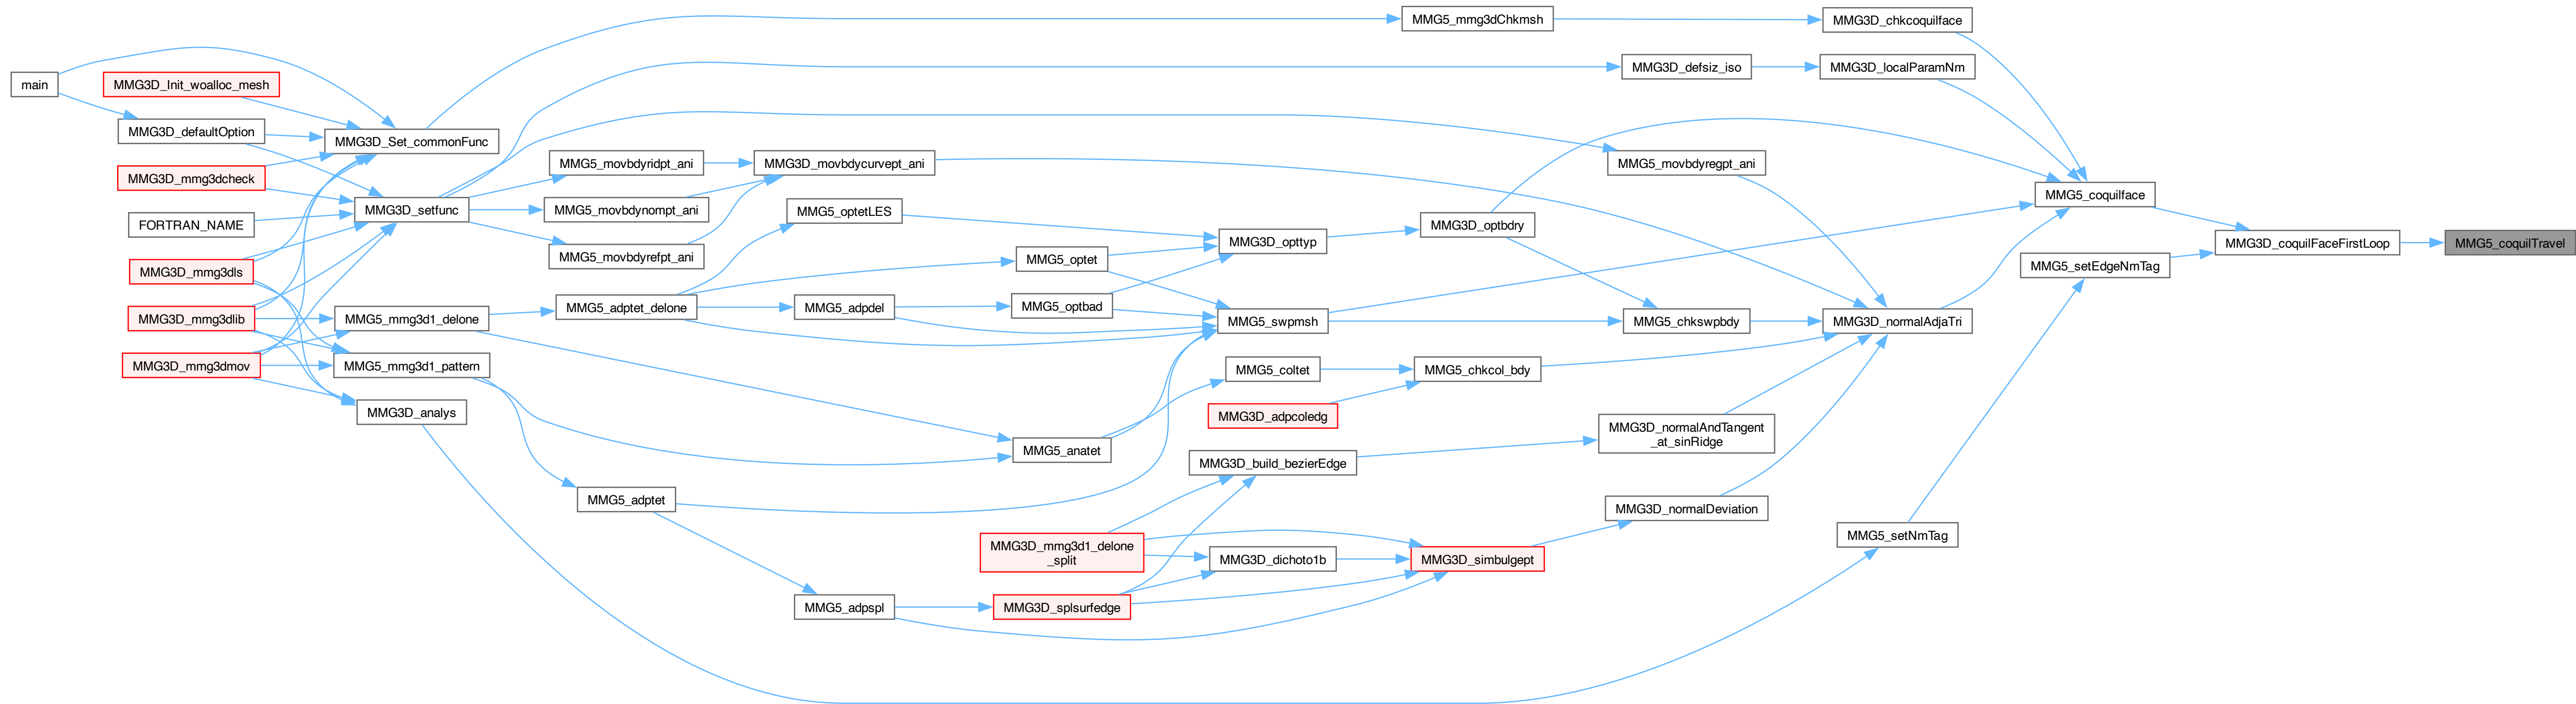 main
MMG3D_Init_woalloc_mesh
MMG3D_defaultOption
MMG3D_mmg3dcheck
FORTRAN_NAME
MMG3D_mmg3dls
MMG3D_mmg3dlib
MMG3D_mmg3dmov
MMG3D_Set_commonFunc
MMG3D_setfunc
MMG5_mmg3d1_delone
MMG5_mmg3d1_pattern
MMG3D_analys
MMG5_movbdyridpt_ani
MMG5_movbdynompt_ani
MMG5_movbdyrefpt_ani
MMG5_adptet_delone
MMG5_adptet
MMG3D_movbdycurvept_ani
MMG5_optetLES
MMG5_adpdel
MMG5_adpspl
MMG5_optet
MMG5_optbad
MMG5_anatet
MMG3D_mmg3d1_delone
_split
MMG3D_splsurfedge
MMG3D_opttyp
MMG5_swpmsh
MMG5_coltet
MMG3D_adpcoledg
MMG3D_build_bezierEdge
MMG3D_dichoto1b
MMG5_mmg3dChkmsh
MMG3D_optbdry
MMG5_chkcol_bdy
MMG3D_simbulgept
MMG3D_defsiz_iso
MMG5_movbdyregpt_ani
MMG5_chkswpbdy
MMG3D_normalAndTangent
_at_sinRidge
MMG3D_normalDeviation
MMG3D_chkcoquilface
MMG3D_localParamNm
MMG3D_normalAdjaTri
MMG5_setNmTag
MMG5_coquilface
MMG5_setEdgeNmTag
MMG3D_coquilFaceFirstLoop
MMG5_coquilTravel